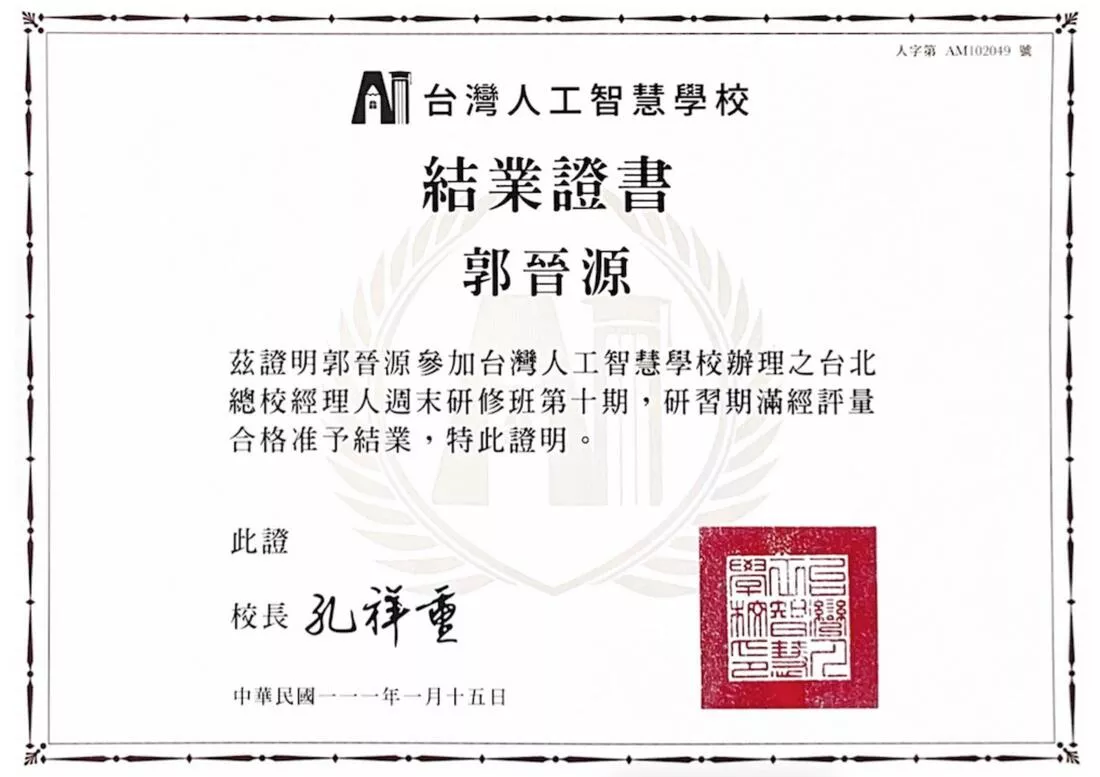 人字第 AM102049 號
AI 台灣人工智慧學校
結業證書
郭晉源
茲證明郭晉源參加台灣人工智慧學校辦理之台北
總校經理人週末研修班第十期，研習期滿經評量
合格准予結業，特此證明。
此證
校長 孔祥重
中華民國一一一年一月十五日
台灣人
工智慧
學校印